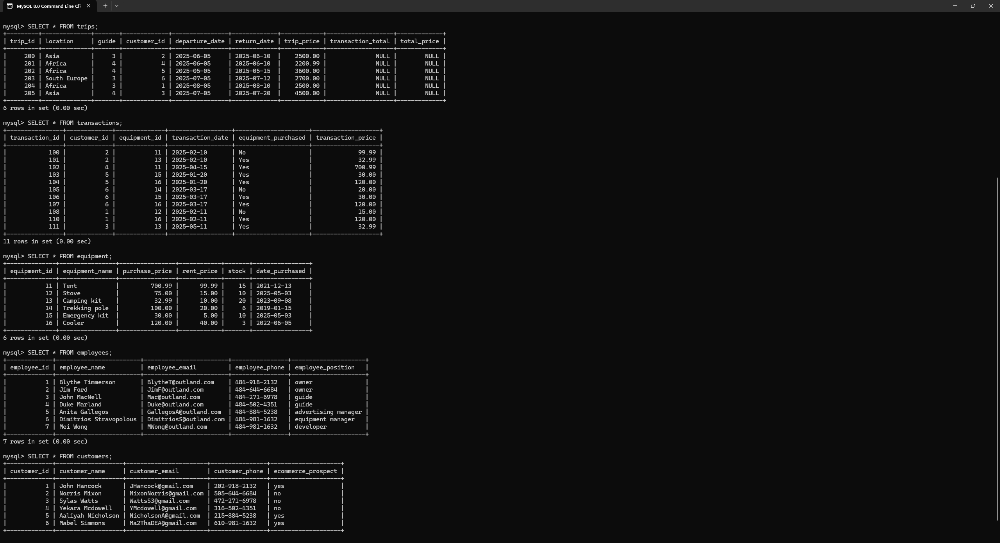 MySQL 8.0 Command Line Cli
mysql> SELECT * FROM trips;
+---------+--------------+-------+-------------+----------------+-------------+------------+-------------------+-------------+
| trip_id | location     | guide | customer_id | departure_date | return_date | trip_price | transaction_total | total_price |
+---------+--------------+-------+-------------+----------------+-------------+------------+-------------------+-------------+
|     200 | Asia         |     3 |           2 | 2025-06-05     | 2025-06-10  |    2500.00 |              NULL |        NULL |
|     201 | Africa       |     4 |           4 | 2025-06-05     | 2025-06-10  |    2200.99 |              NULL |        NULL |
|     202 | Africa       |     4 |           5 | 2025-05-05     | 2025-05-15  |    3600.00 |              NULL |        NULL |
|     203 | South Europe |     3 |           6 | 2025-07-05     | 2025-07-12  |    2700.00 |              NULL |        NULL |
|     204 | Africa       |     3 |           1 | 2025-08-05     | 2025-08-10  |    2500.00 |              NULL |        NULL |
|     205 | Asia         |     4 |           3 | 2025-07-05     | 2025-07-20  |    4500.00 |              NULL |        NULL |
+---------+--------------+-------+-------------+----------------+-------------+------------+-------------------+-------------+
6 rows in set (0.00 sec)
mysql> SELECT * FROM transactions;
+----------------+-------------+--------------+------------------+---------------------+-------------------+
| transaction_id | customer_id | equipment_id | transaction_date | equipment_purchased | transaction_price |
+----------------+-------------+--------------+------------------+---------------------+-------------------+
|            100 |           2 |           11 | 2025-02-10       | No                  |             99.99 |
|            101 |           2 |           13 | 2025-02-10       | Yes                 |             32.99 |
|            102 |           4 |           11 | 2025-04-15       | Yes                 |            700.99 |
|            103 |           5 |           15 | 2025-01-20       | Yes                 |             30.00 |
|            104 |           5 |           16 | 2025-01-20       | Yes                 |            120.00 |
|            105 |           6 |           14 | 2025-03-17       | No                  |             20.00 |
|            106 |           6 |           15 | 2025-03-17       | Yes                 |             30.00 |
|            107 |           6 |           16 | 2025-03-17       | Yes                 |            120.00 |
|            108 |           1 |           12 | 2025-02-11       | No                  |             15.00 |
|            110 |           1 |           16 | 2025-02-11       | Yes                 |            120.00 |
|            111 |           3 |           13 | 2025-05-11       | Yes                 |             32.99 |
+----------------+-------------+--------------+------------------+---------------------+-------------------+
11 rows in set (0.00 sec)
mysql> SELECT * FROM equipment;
+--------------+----------------+----------------+------------+-------+----------------+
| equipment_id | equipment_name | purchase_price | rent_price | stock | date_purchased |
+--------------+----------------+----------------+------------+-------+----------------+
|           11 | Tent           |         700.99 |      99.99 |    15 | 2021-12-13     |
|           12 | Stove          |          75.00 |      15.00 |    10 | 2025-05-03     |
|           13 | Camping kit    |          32.99 |      10.00 |    20 | 2023-09-08     |
|           14 | Trekking pole  |         100.00 |      20.00 |     6 | 2019-01-15     |
|           15 | Emergency kit  |          30.00 |       5.00 |    10 | 2025-05-03     |
|           16 | Cooler         |         120.00 |      40.00 |     3 | 2022-06-05     |
+--------------+----------------+----------------+------------+-------+----------------+
6 rows in set (0.00 sec)
mysql> SELECT * FROM employees;
+-------------+------------------------+------------------------+----------------+---------------------+
| employee_id | employee_name          | employee_email         | employee_phone | employee_position   |
+-------------+------------------------+------------------------+----------------+---------------------+
|           1 | Blythe Timmerson       | BlytheT@outland.com    | 484-918-2132   | owner               |
|           2 | Jim Ford               | JimF@outland.com       | 484-644-6684   | owner               |
|           3 | John MacNell           | Mac@outland.com        | 484-271-6978   | guide               |
|           4 | Duke Marland           | Duke@outland.com       | 484-502-4351   | guide               |
|           5 | Anita Gallegos         | GallegosA@outland.com  | 484-884-5238   | advertising manager |
|           6 | Dimitrios Stravopolous | DimitriosS@outland.com | 484-981-1632   | equipment manager   |
|           7 | Mei Wong               | MWong@outland.com      | 484-981-1632   | developer           |
+-------------+------------------------+------------------------+----------------+---------------------+
7 rows in set (0.00 sec)
mysql> SELECT * FROM customers;
+-------------+-------------------+-----------------------+----------------+--------------------+
| customer_id | customer_name     | customer_email        | customer_phone | ecommerce_prospect |
+-------------+-------------------+-----------------------+----------------+--------------------+
|           1 | John Hancock      | JHancock@gmail.com    | 202-918-2132   | yes                |
|           2 | Norris Mixon      | MixonNorris@gmail.com | 505-644-6684   | no                 |
|           3 | Sylas Watts       | WattsS3@gmail.com     | 472-271-6978   | no                 |
|           4 | Yekara Mcdowell   | YMcdowell@gmail.com   | 316-502-4351   | no                 |
|           5 | Aaliyah Nicholson | NicholsonA@gmail.com  | 215-884-5238   | yes                |
|           6 | Mabel Simmons     | Ma2ThaDEA@gmail.com   | 610-981-1632   | yes                |
+-------------+-------------------+-----------------------+----------------+--------------------+